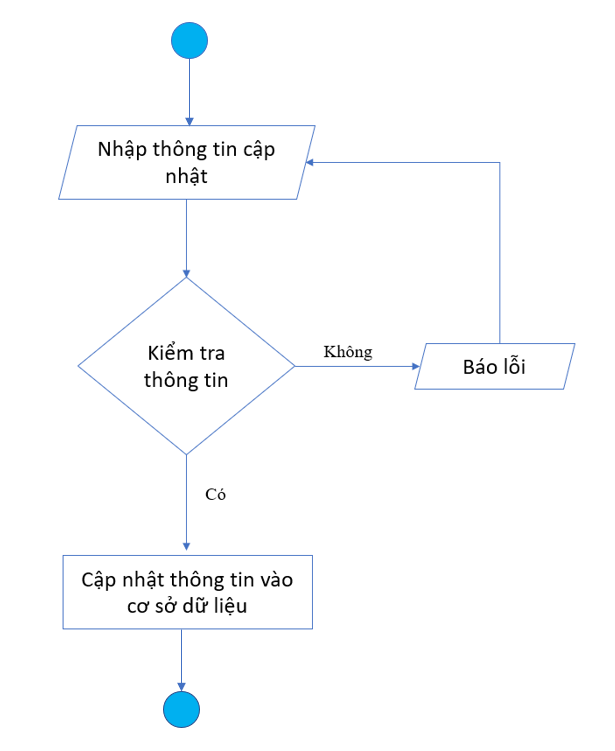 Nhập thông tin cập
nhật
Kiểm tra
thông tin
Không
Báo lỗi
Có
Cập nhật thông tin vào
cơ sở dữ liệu